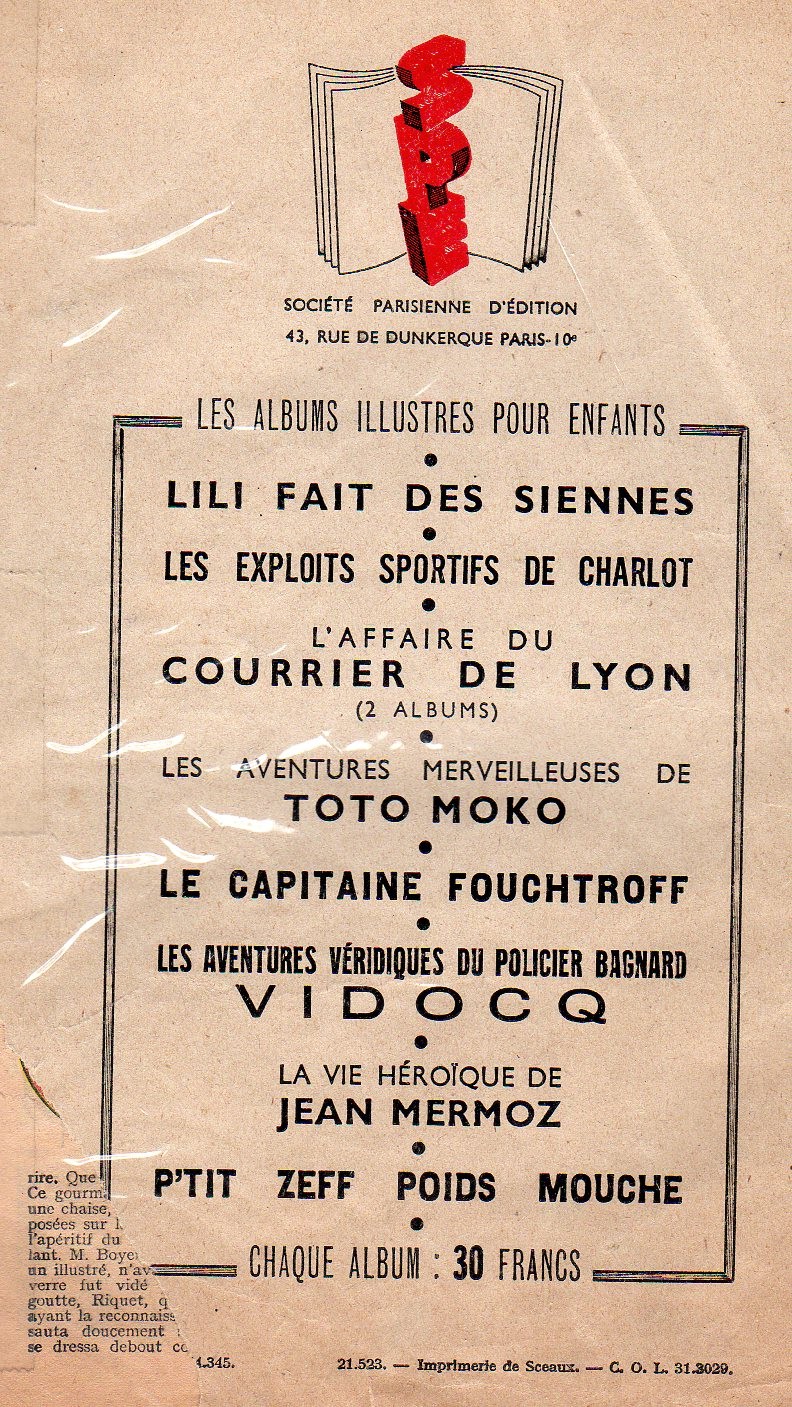 SPE
SOCIÉTÉ PARISIENNE D'ÉDITION
43, RUE DE DUNKERQUE PARIS-10e
LES ALBUMS ILLUSTRES POUR ENFANTS
LILI FAIT DES SIENNES
LES EXPLOITS SPORTIFS DE CHARLOT
L'AFFAIRE DU
COURRIER DE LYON
(2 ALBUMS)
LES AVENTURES MERVEILLEUSES DE
TOTO MOKO
LE CAPITAINE FOUCHTROFF
LES AVENTURES VÉRIDIQUES DU POLICIER BAGNARD
VIDOCQ
LA VIE HÉROÏQUE DE
JEAN MERMOZ
P'TIT ZEFF POIDS MOUCHE
CHAQUE ALBUM : 30 FRANCS
rire. Que
Ce
une chaise,
posées sur
l'apéritif du
lant. M.
un illustré,
verre fut vidé
goutte, Riquet,
ayant la
sauta doucement
se dressa debout
.345.
21.523. — Imprimerie de Sceaux. — C. O. L. 31.3029.